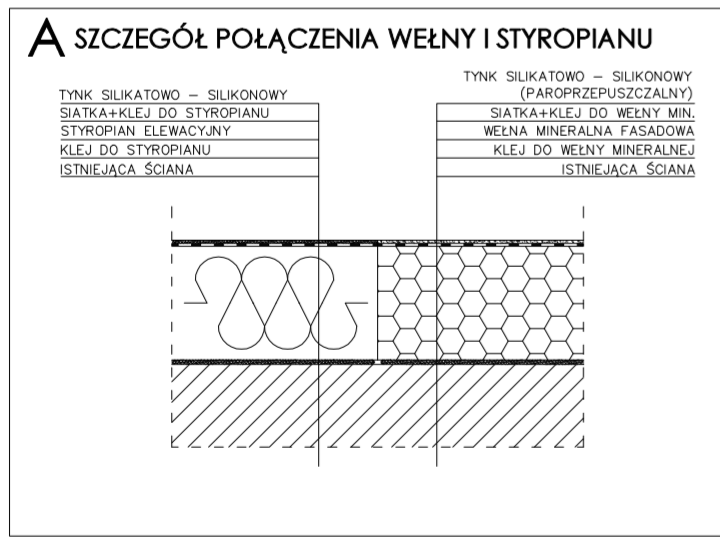 A SZCZEGÓŁ POŁĄCZENIA WEŁNY I STYROPIANU
TYNK SILIKATOWO – SILIKONOWY
SIATKA+KLEJ DO STYROPIANU
STYROPIAN ELEWACYJNY
KLEJ DO STYROPIANU
ISTNIEJĄCA ŚCIANA
TYNK SILIKATOWO – SILIKONOWY
(PAROPRZEPUSZCZALNY)
SIATKA+KLEJ DO WEŁNY MIN.
WEŁNA MINERALNA FASADOWA
KLEJ DO WEŁNY MINERALNEJ
ISTNIEJĄCA ŚCIANA